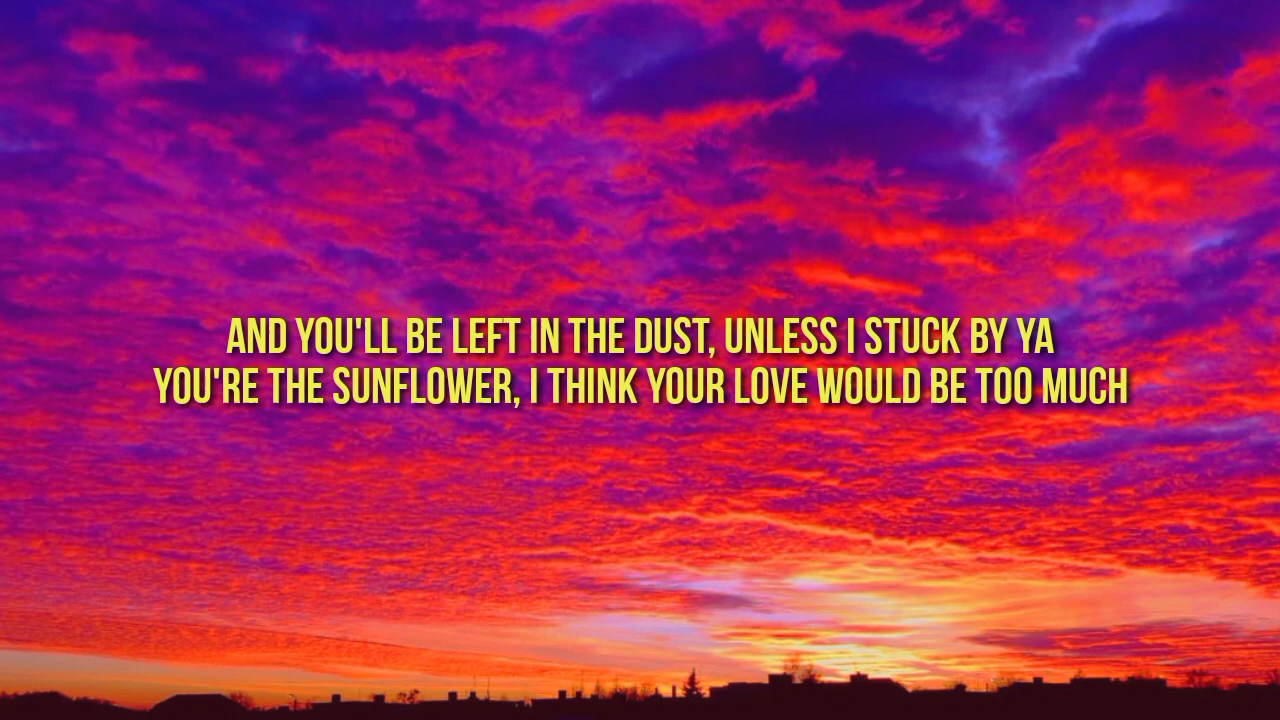 AND YOU'LL BE LEFT IN THE DUST, UNLESS I STUCK BY YA
YOU'RE THE SUNFLOWER, I THINK YOUR LOVE WOULD BE TOO MUCH